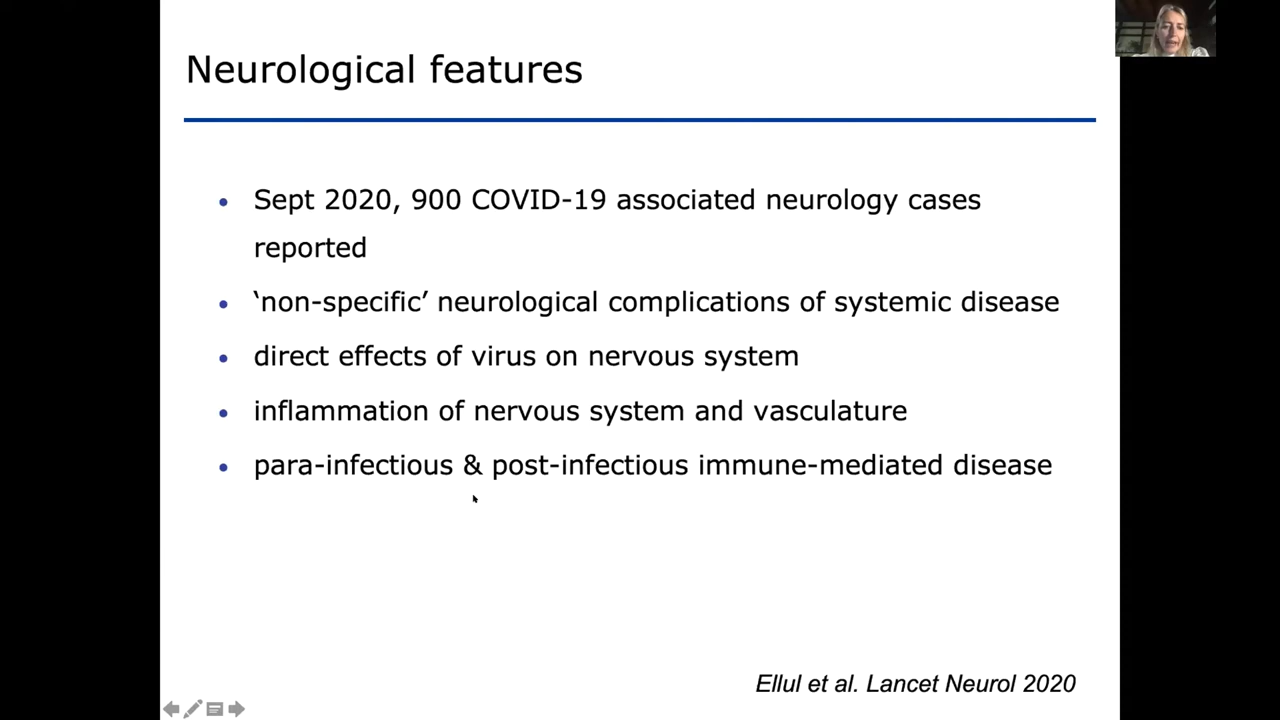 Neurological features
• Sept 2020, 900 COVID-19 associated neurology cases
reported
• ‘non-specific’ neurological complications of systemic disease
• direct effects of virus on nervous system
• inflammation of nervous system and vasculature
• para-infectious & post-infectious immune-mediated disease
Ellul et al. Lancet Neurol 2020